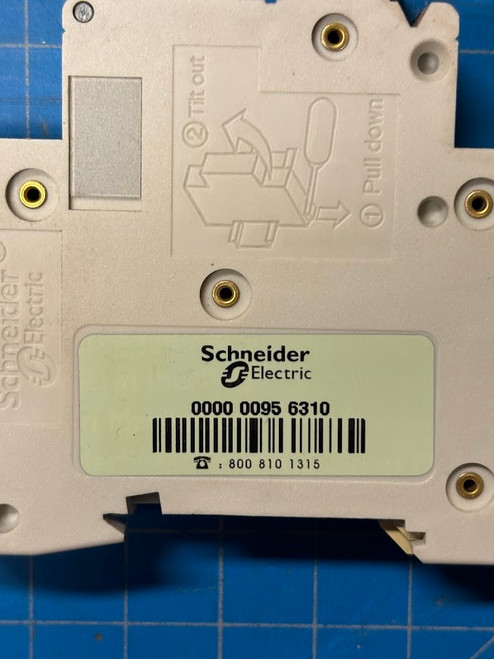 ② Tilt out
① Pull down
Schneider
Electric
Schneider
Electric
0000 0095 6310
☎ : 800 810 1315